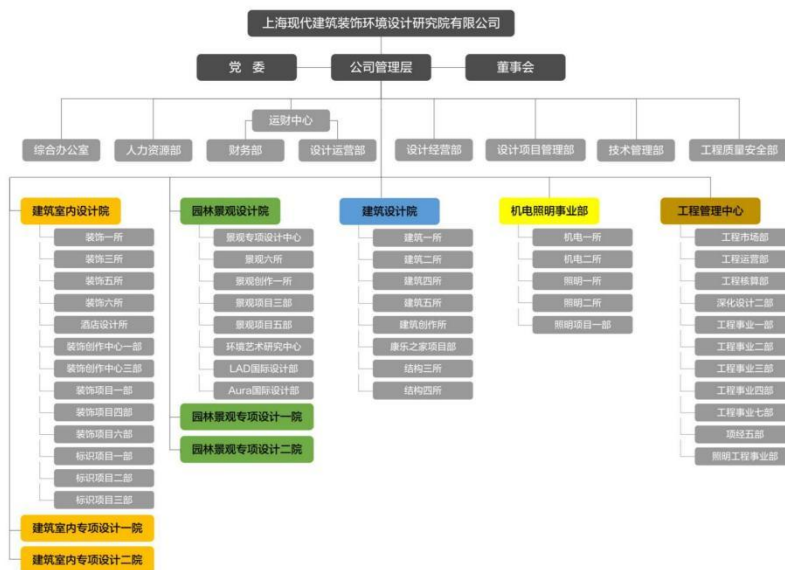 上海现代建筑装饰环境设计研究院有限公司
党 委
公司管理层
董事会
运财中心
综合办公室
人力资源部
财务部
设计运营部
设计经营部
设计项目管理部
技术管理部
工程质量安全部
建筑室内设计院
装饰一所
装饰三所
装饰五所
装饰六所
酒店设计所
装饰创作中心一部
装饰创作中心三部
装饰项目一部
装饰项目四部
装饰项目六部
标识项目一部
标识项目二部
标识项目三部
建筑室内专项设计一院
建筑室内专项设计二院
园林景观设计院
景观专项设计中心
景观六所
景观创作一所
景观项目三部
景观项目五部
环境艺术研究中心
LAD国际设计部
Aura国际设计部
园林景观专项设计一院
园林景观专项设计二院
建筑设计院
建筑一所
建筑二所
建筑四所
建筑五所
建筑创作所
康乐之家项目部
结构三所
结构四所
机电照明事业部
机电一所
机电二所
照明一所
照明二所
照明项目一部
工程管理中心
工程市场部
工程运营部
工程核算部
深化设计二部
工程事业一部
工程事业二部
工程事业三部
工程事业四部
工程事业七部
项经五部
照明工程事业部